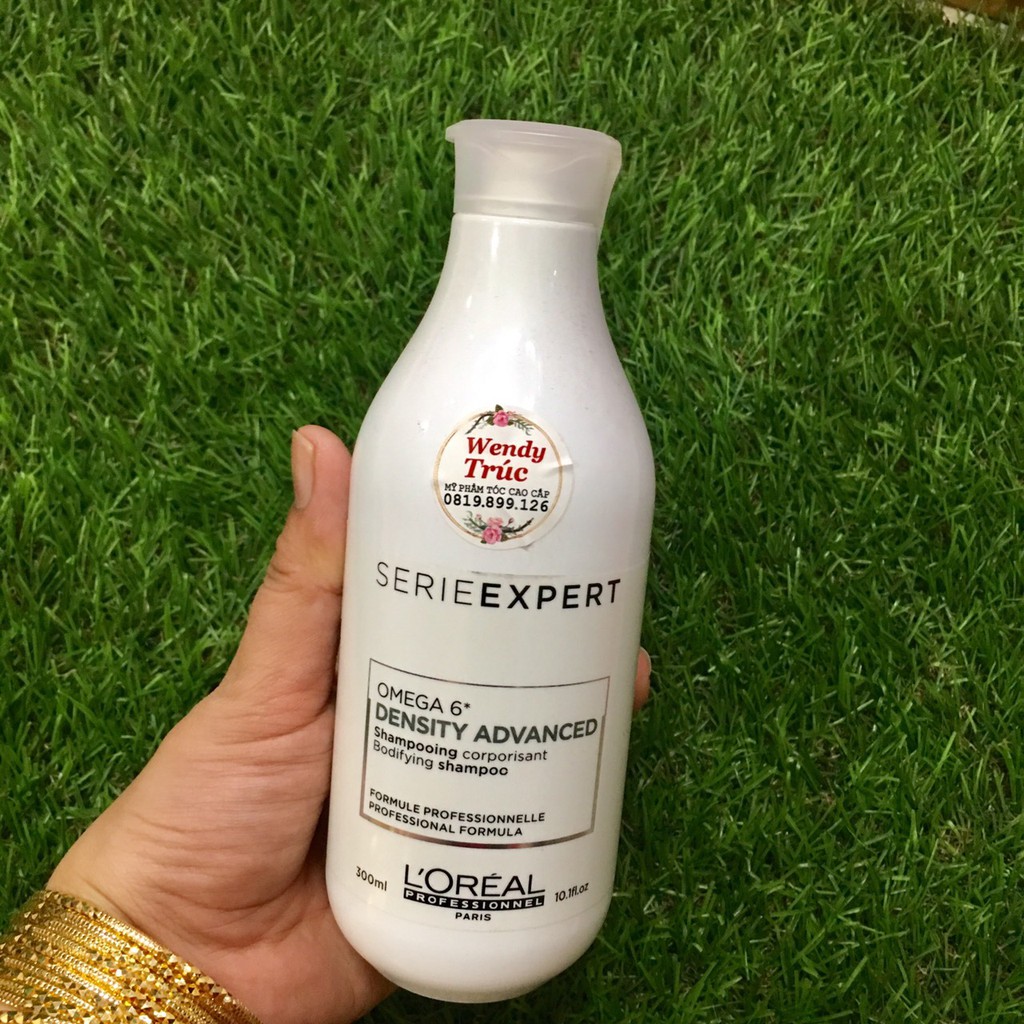 Wendy
Trúc
MỸ PHẨM TÓC CAO CẤP
0819.899.126
SERIEEXPERT
OMEGA 6*
DENSITY ADVANCED
Shampooing corporisant
Bodifying shampoo
FORMULE PROFESSIONNELLE
PROFESSIONAL FORMULA
300ml
L'ORÉAL
PROFESSIONNEL
PARIS
10.1fl.oz